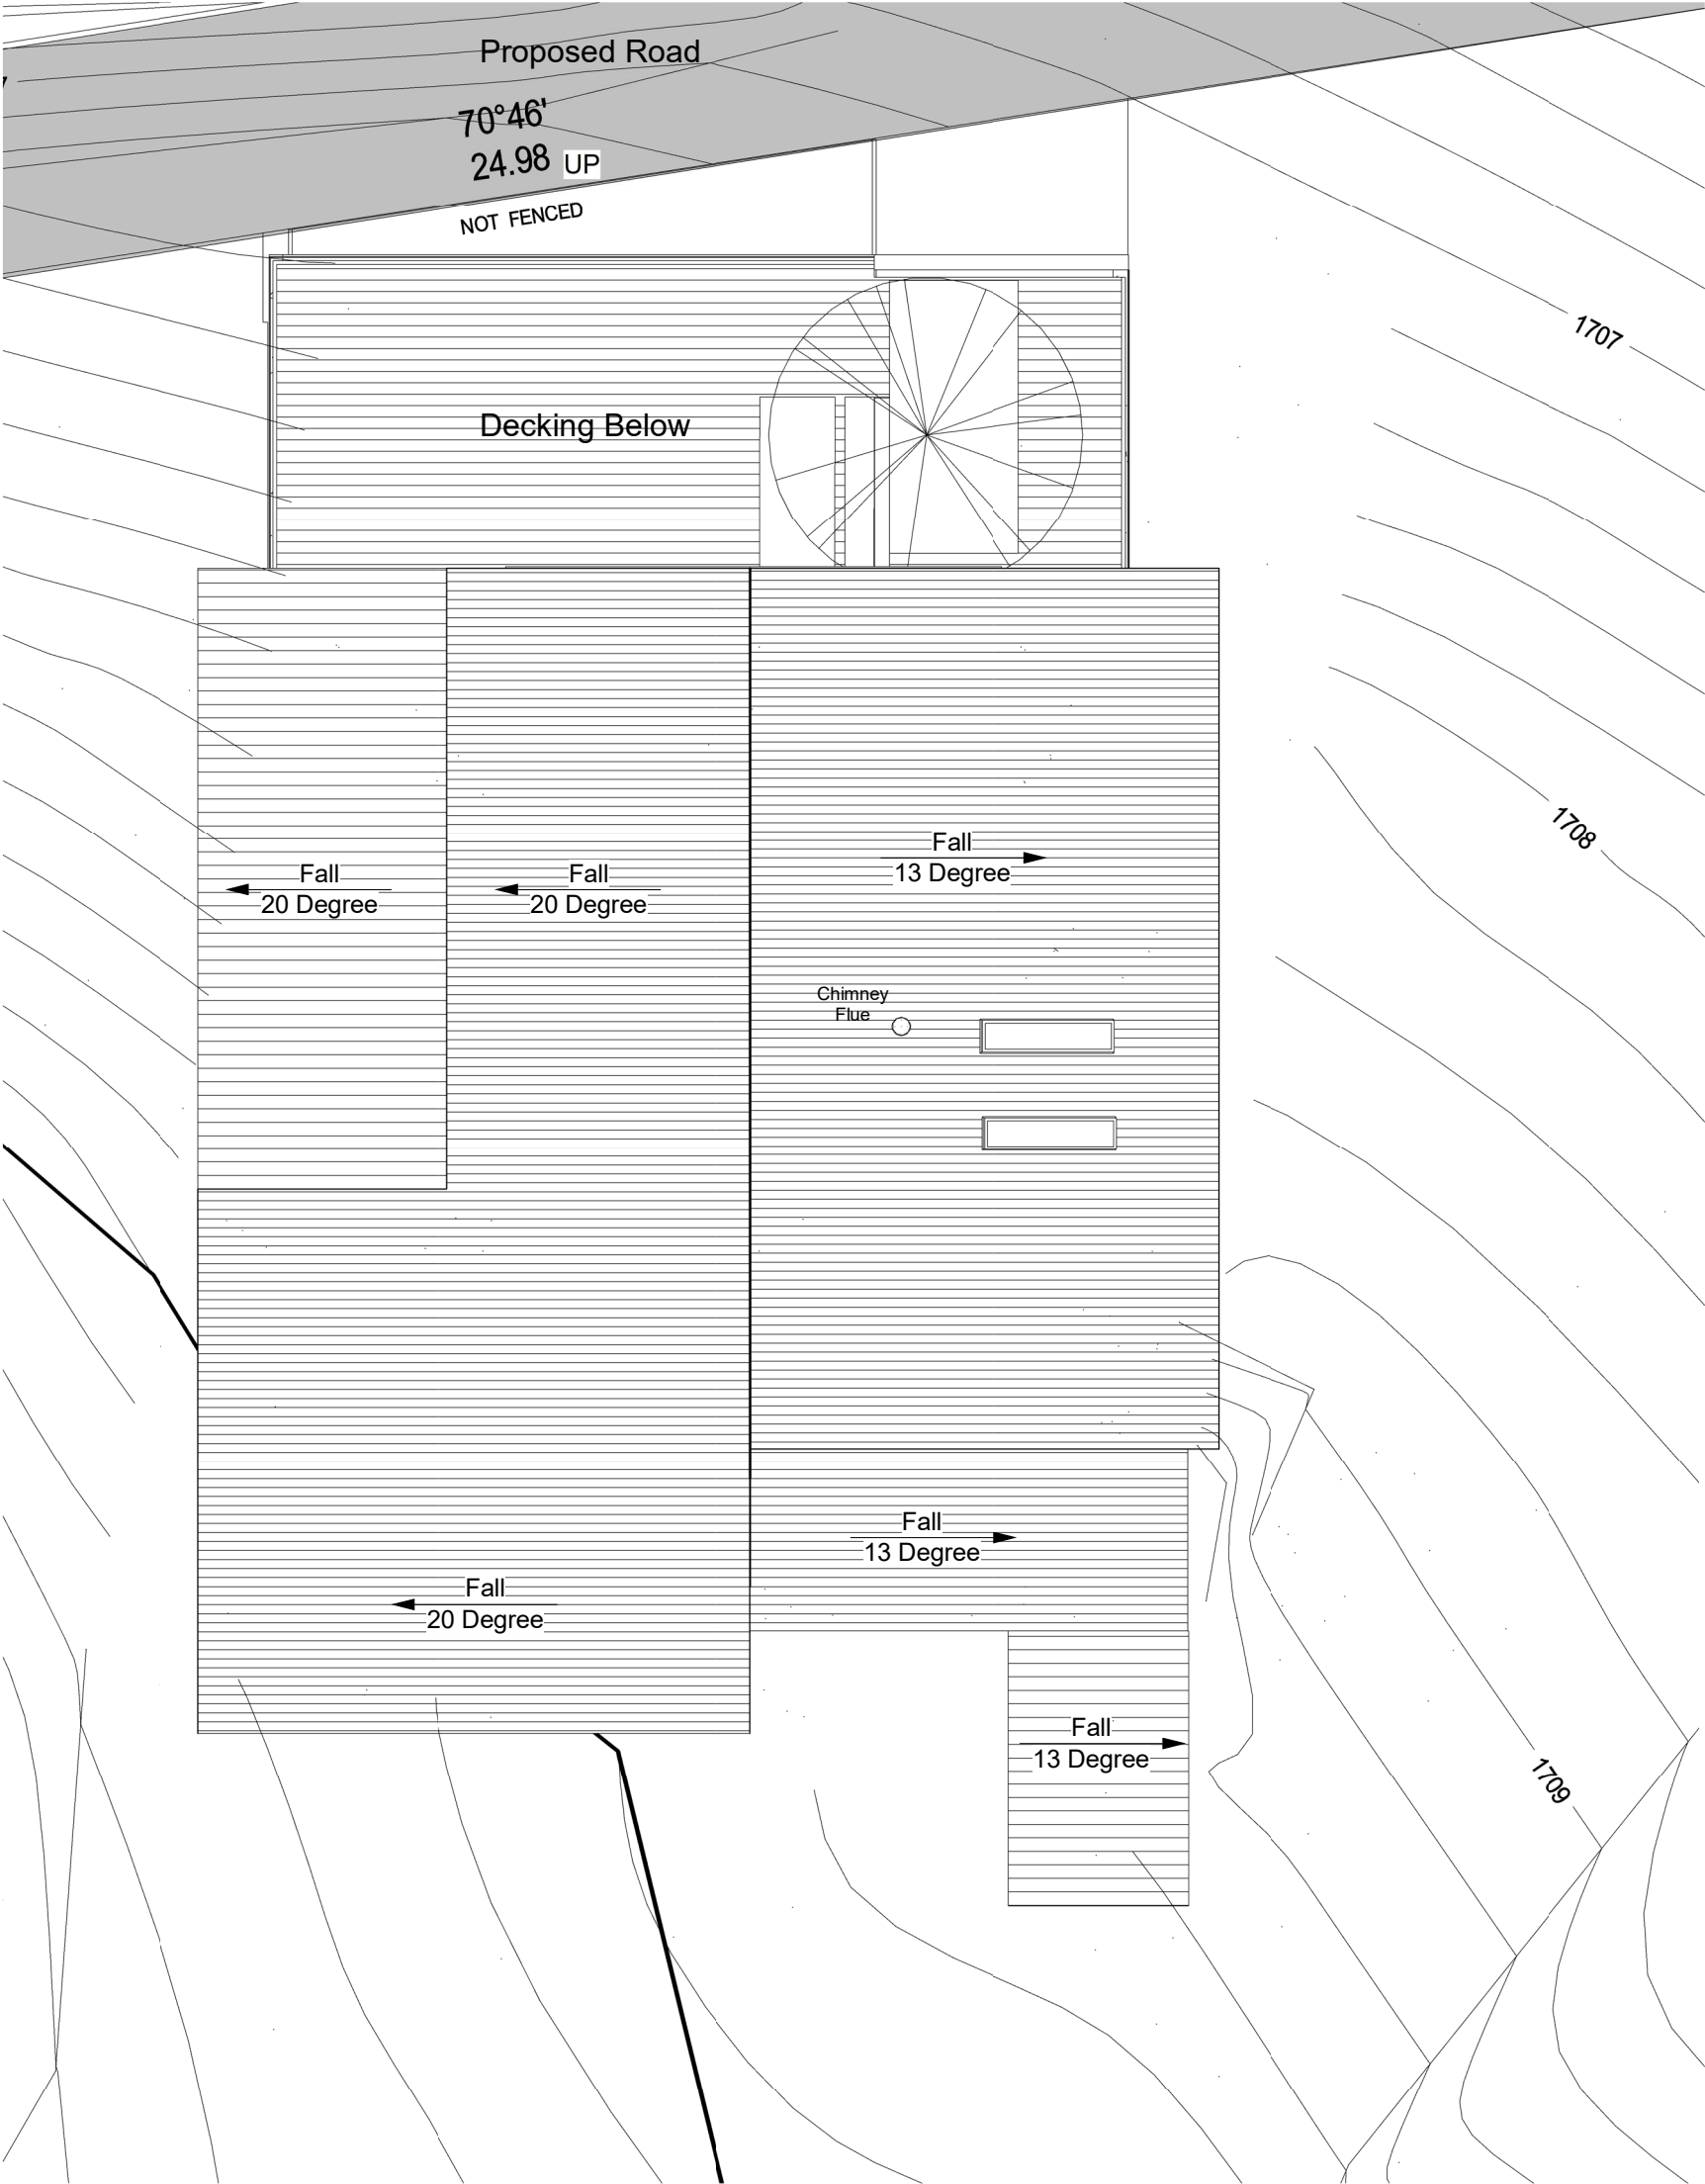 Proposed Road
70°46'
24.98 UP
NOT FENCED
1707
Decking Below
1708
Fall
13 Degree
Fall
20 Degree
Fall
20 Degree
Chimney
Flue
Fall
13 Degree
Fall
20 Degree
Fall
13 Degree
1709